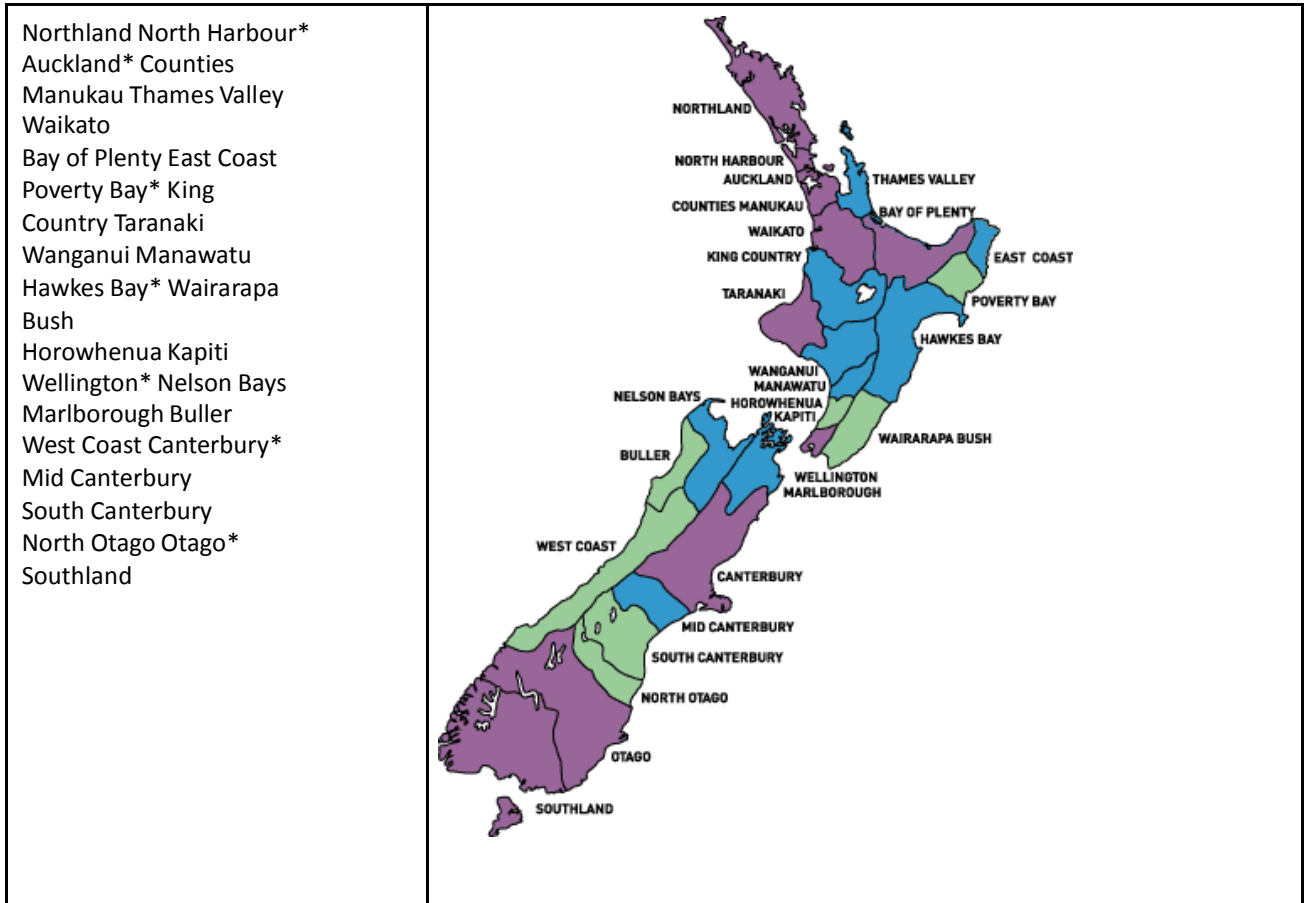 Northland North Harbour*
Auckland* Counties
Manukau Thames Valley
Waikato
Bay of Plenty East Coast
Poverty Bay* King
Country Taranaki
Wanganui Manawatu
Hawkes Bay* Wairarapa
Bush
Horowhenua Kapiti
Wellington* Nelson Bays
Marlborough Buller
West Coast Canterbury*
Mid Canterbury
South Canterbury
North Otago Otago*
Southland
NORTHLAND
NORTH HARBOUR
AUCKLAND
THAMES VALLEY
COUNTIES MANUKAU
BAY OF PLENTY
WAIKATO
KING COUNTRY
EAST COAST
TARANAKI
POVERTY BAY
HAWKES BAY
WANGANUI
MANAWATU
NELSON BAYS
HOROWHENUA
KAPITI
WAIRARAPA BUSH
BULLER
WELLINGTON
MARLBOROUGH
WEST COAST
CANTERBURY
MID CANTERBURY
SOUTH CANTERBURY
NORTH OTAGO
OTAGO
SOUTHLAND